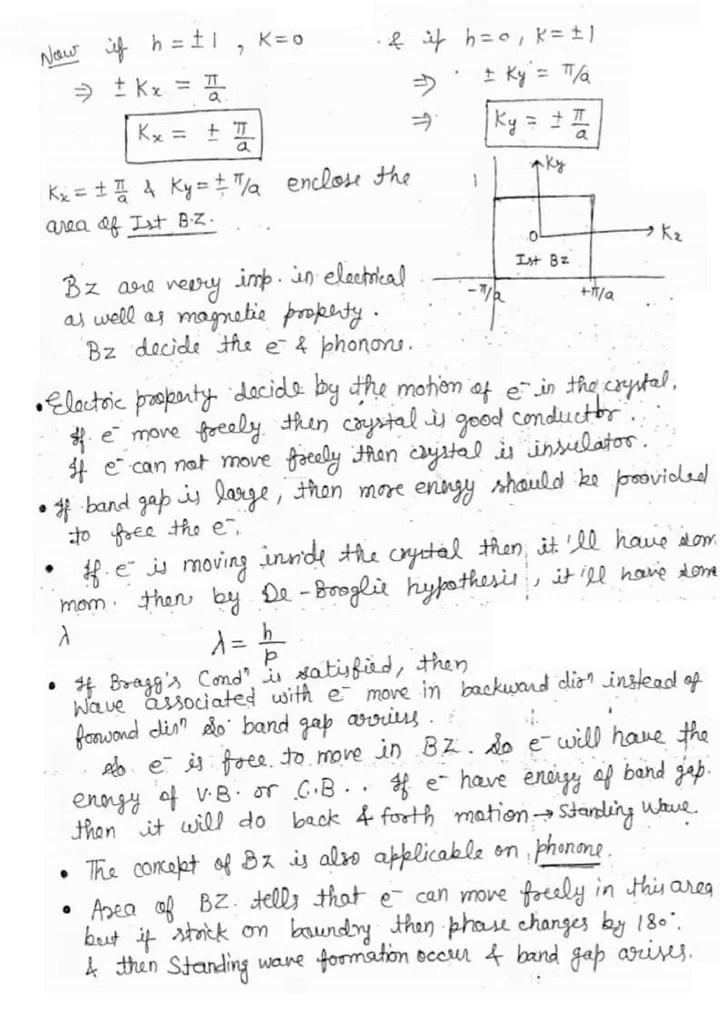 Now if h = ±1 , K=0
⇒ ± Kx = π/a
Kx = ± π/a
& if h=0 , K= ±1
⇒ ± Ky = π/a
⇒ Ky = ± π/a
Kx = ± π/a & Ky = ± π/a enclose the
area of Ist B.Z.
Ky
Kx
0
Ist Bz
-π/a
+π/a
Bz are very imp. in electrical
as well as magnetic property.
Bz decide the e⁻ & phonons.
• Electric property decide by the motion of e⁻ in the crystal.
If e⁻ move freely then crystal is good conductor.
If e⁻ can not move freely then crystal is insulator.
• If band gap is large, then more energy should be provided
to free the e⁻.
• If e⁻ is moving inside the crystal then, it 'll have som
mom. then by De-Broglie hypothesis, it 'll have some
λ
λ = h/p
• If Bragg's Condⁿ is satisfied, then
Wave associated with e⁻ move in backward dirⁿ instead of
forward dirⁿ so band gap arries.
so e⁻ is free to move in BZ. So e⁻ will have the
energy of V.B. or C.B.. If e⁻ have energy of band gap.
then it will do back & forth motion → Standing Wave.
• The concept of BZ is also applicable on phonone.
• Area of BZ. tells that e⁻ can move freely in this area
but if strick on boundry then phase changes by 180°.
& then Standing wave formation occur & band gap arises.